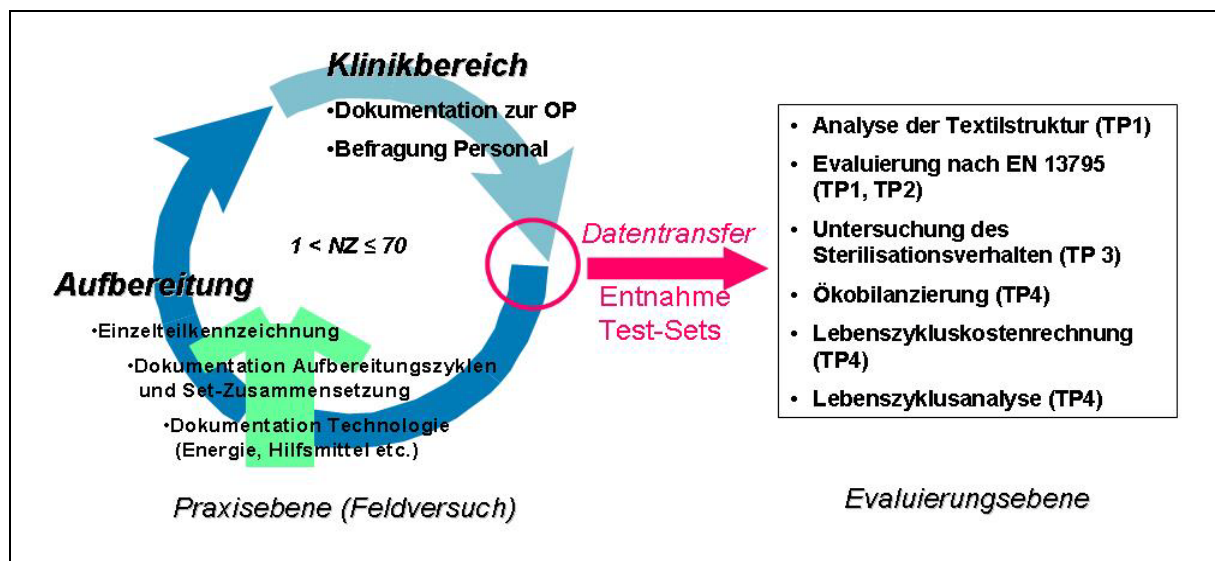 Klinikbereich
•Dokumentation zur OP
•Befragung Personal
1 < NZ ≤ 70
Aufbereitung
•Einzelteilkennzeichnung
•Dokumentation Aufbereitungszyklen
und Set-Zusammensetzung
•Dokumentation Technologie
(Energie, Hilfsmittel etc.)
Praxisebene (Feldversuch)
Datentransfer
Entnahme
Test-Sets
• Analyse der Textilstruktur (TP1)
• Evaluierung nach EN 13795
(TP1, TP2)
• Untersuchung des
Sterilisationsverhalten (TP 3)
• Ökobilanzierung (TP4)
• Lebenszykluskostenrechnung
(TP4)
• Lebenszyklusanalyse (TP4)
Evaluierungsebene